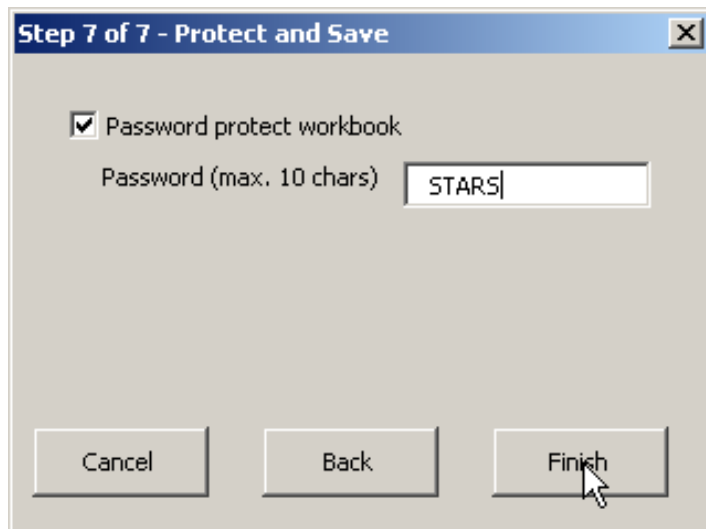 Step 7 of 7 - Protect and Save
Password protect workbook
Password (max. 10 chars) STARS
Cancel Back Finish